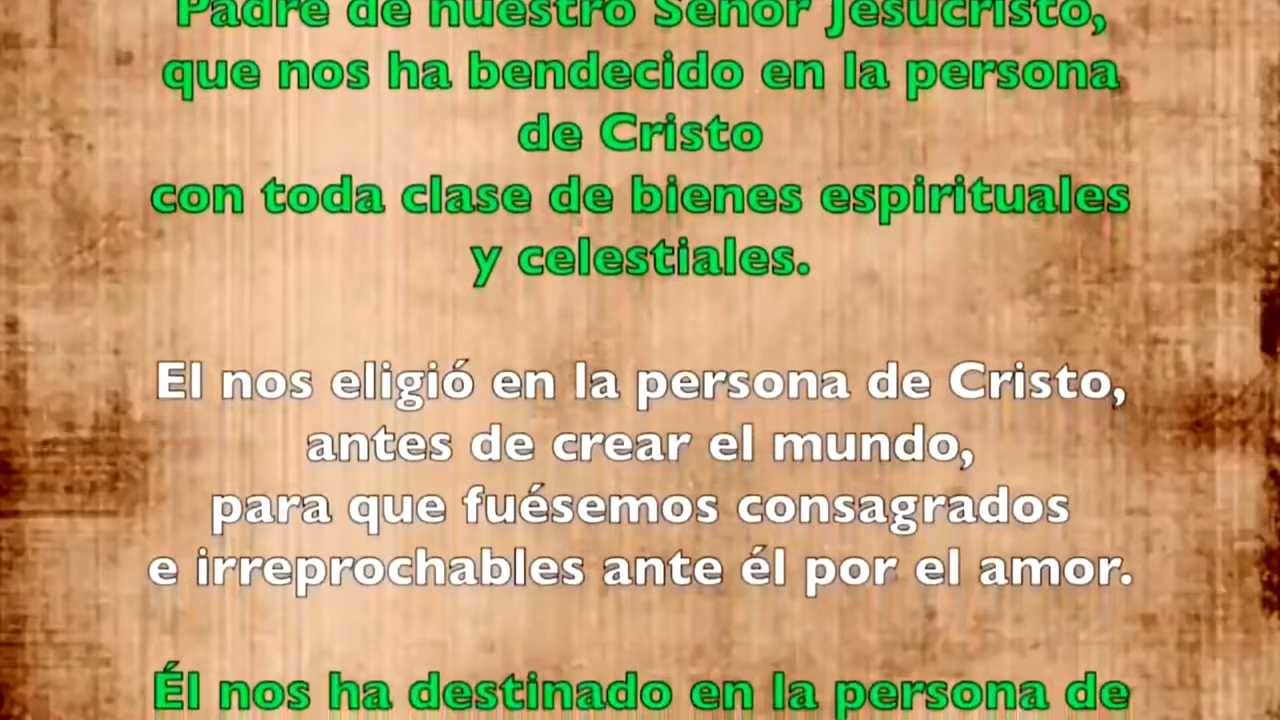 Padre de nuestro Señor Jesucristo,
que nos ha bendecido en la persona
de Cristo
con toda clase de bienes espirituales
y celestiales.
El nos eligió en la persona de Cristo,
antes de crear el mundo,
para que fuésemos consagrados
e irreprochables ante él por el amor.
Él nos ha destinado en la persona de